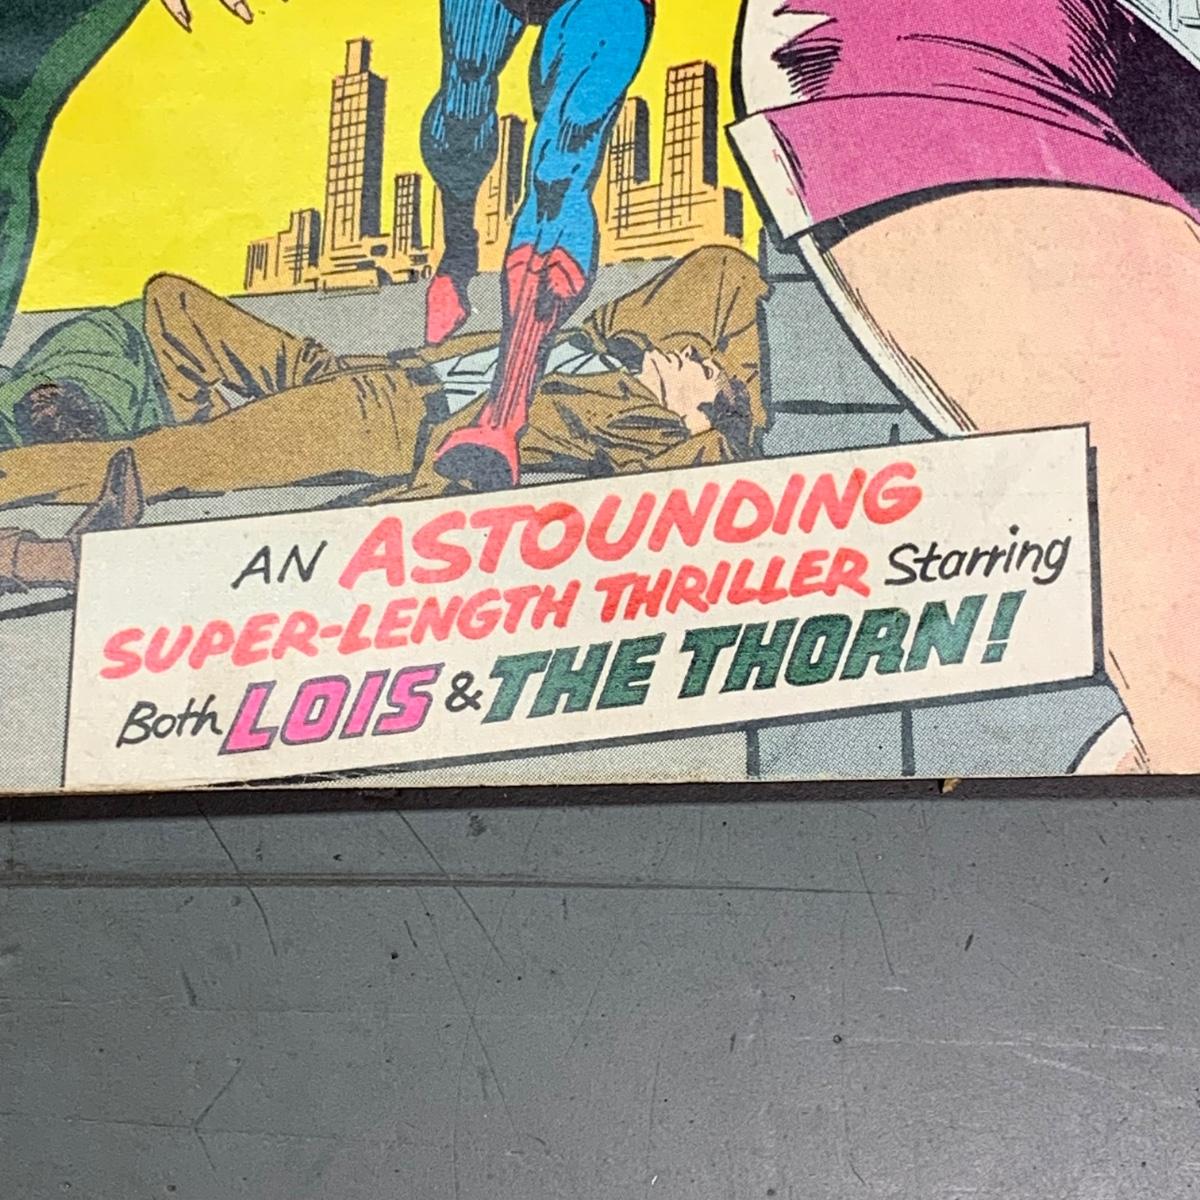 AN ASTOUNDING
SUPER-LENGTH THRILLER Starring
Both LOIS & THE THORN!